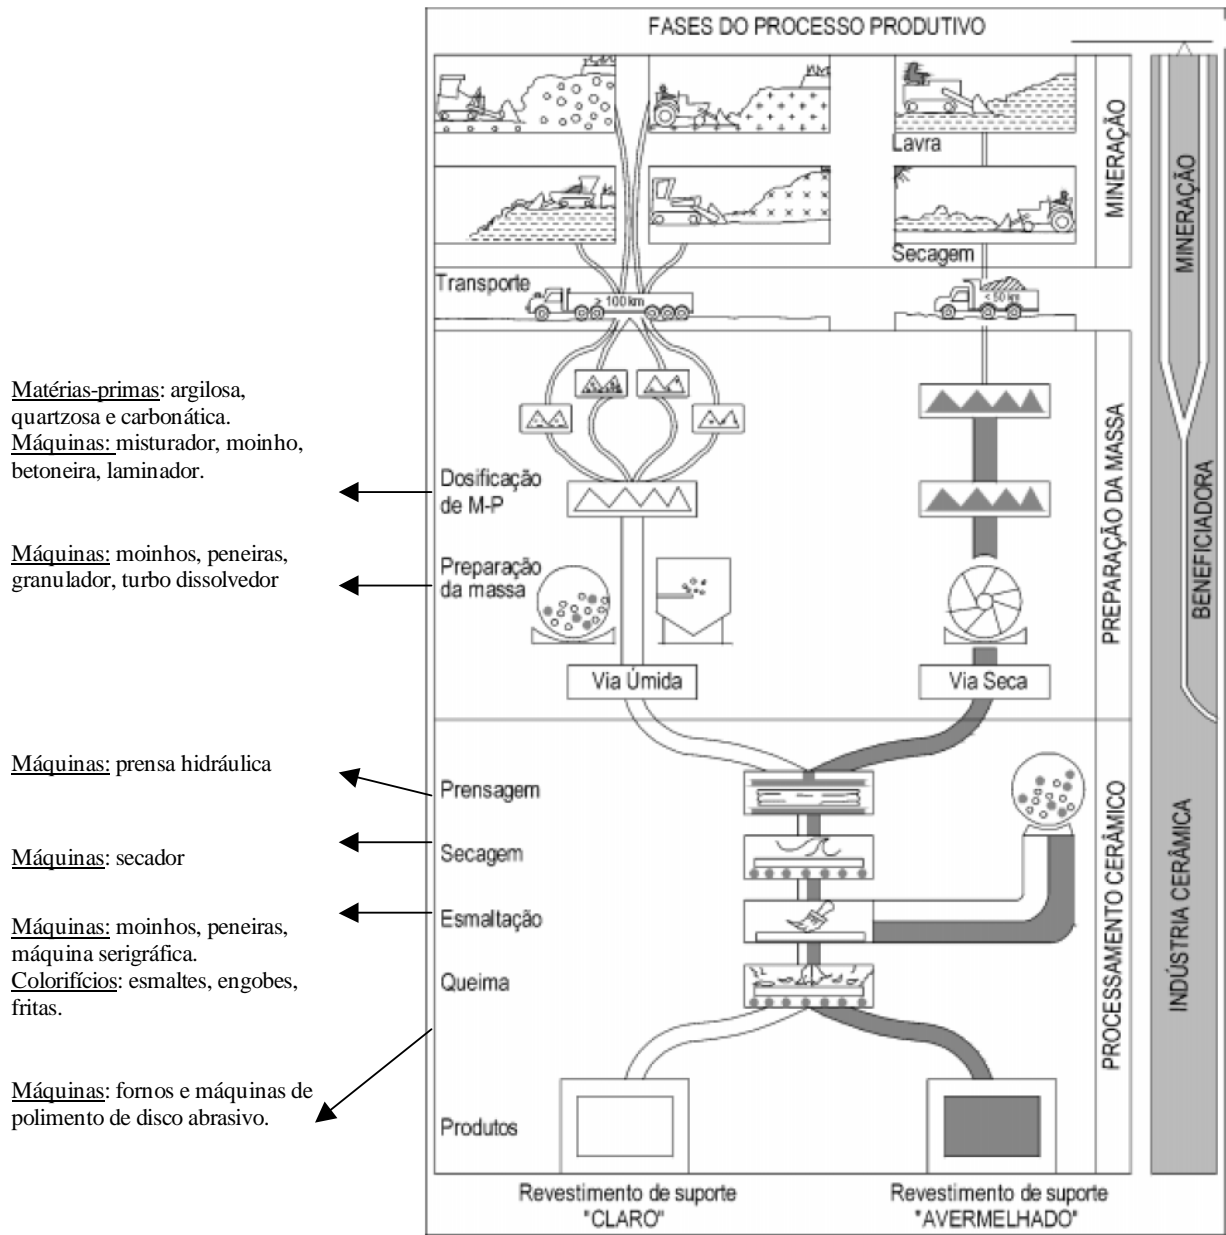 FASES DO PROCESSO PRODUTIVO
Lavra
Secagem
MINERAÇÃO
Transporte
≥ 100 km
< 50 km
Matérias-primas: argilosa,
quartzosa e carbonática.
Máquinas: misturador, moinho,
betoneira, laminador.
Dosificação
de M-P
Máquinas: moinhos, peneiras,
granulador, turbo dissolvedor
Preparação
da massa
Via Úmida
Via Seca
PREPARAÇÃO DA MASSA
Máquinas: prensa hidráulica
Prensagem
Máquinas: secador
Secagem
Máquinas: moinhos, peneiras,
máquina serigráfica.
Colorifícios: esmaltes, engobes,
fritas.
Esmaltação
Queima
Máquinas: fornos e máquinas de
polimento de disco abrasivo.
Produtos
PROCESSAMENTO CERÂMICO
Revestimento de suporte
"CLARO"
Revestimento de suporte
"AVERMELHADO"
MINERAÇÃO
BENEFICIADORA
INDÚSTRIA CERÂMICA